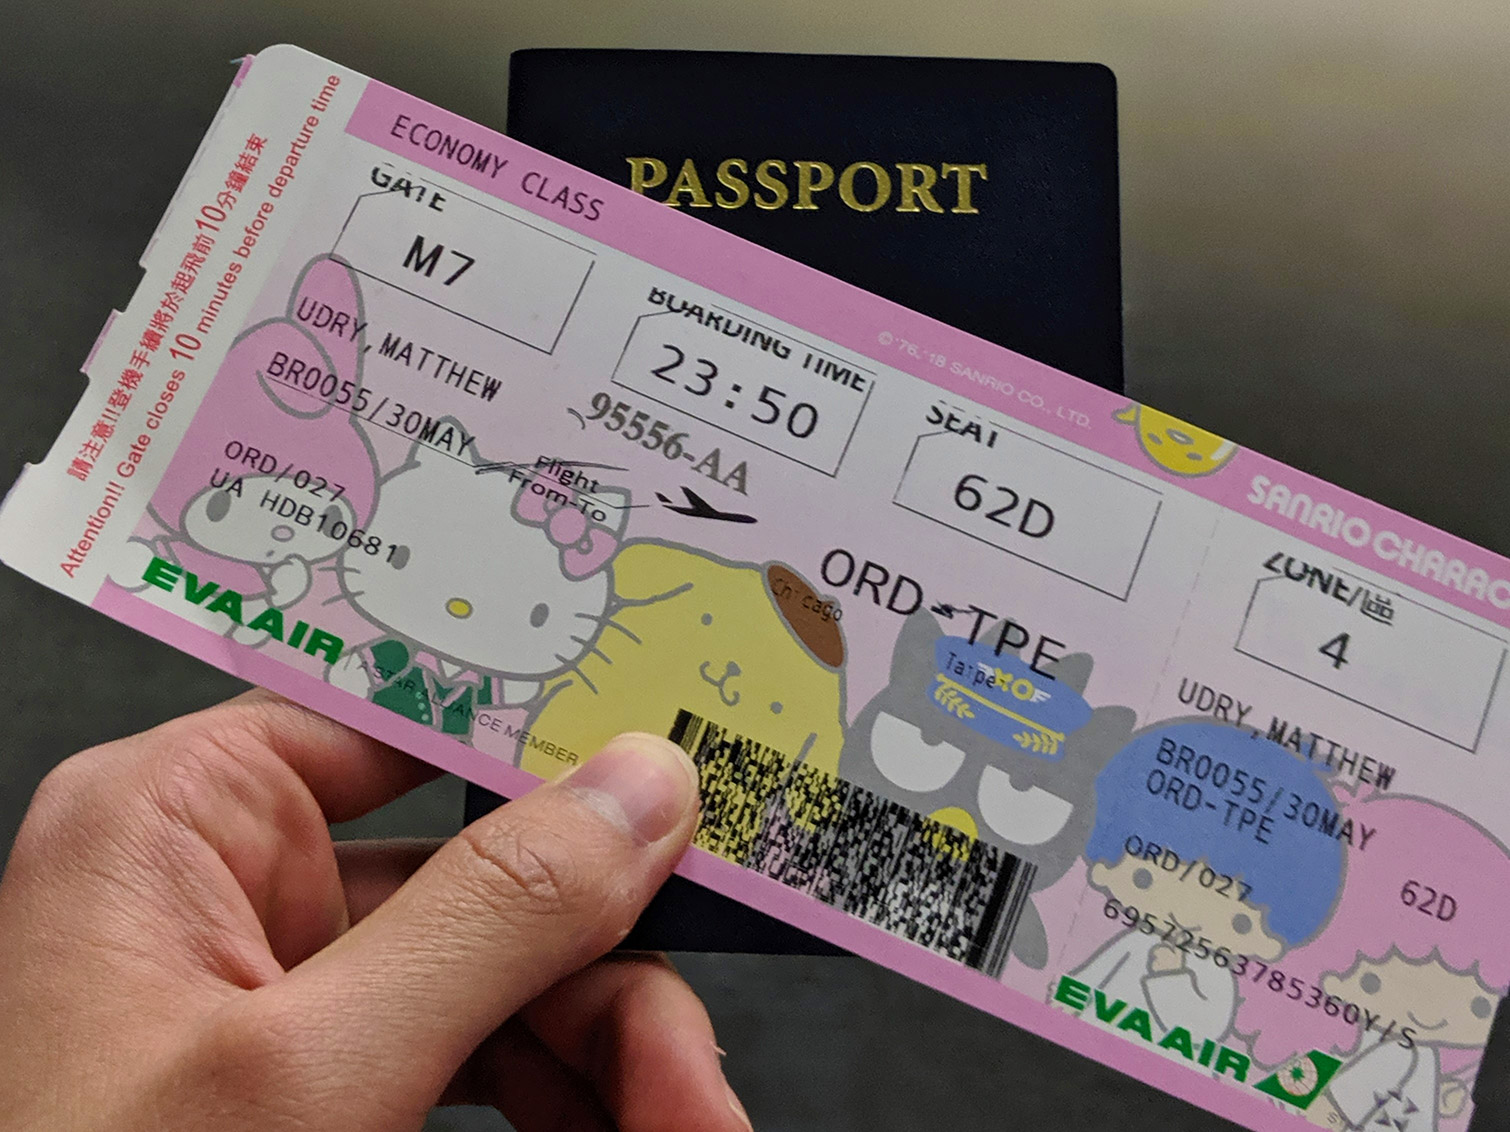 PASSPORT
請注意!!登機手續將於起飛前10分鐘結束
Attention!! Gate closes 10 minutes before departure time
ECONOMY CLASS
GATE
M7
BOARDING TIME
23:50
SEAT
62D
ZONE/區
4
UDRY,MATTHEW
BR0055/30MAY
95556-AA
Flight
From-To
ORD/027
UA HDB10681
ORD-TPE
Chicago
Taipei
XO
EVA AIR
A STAR ALLIANCE MEMBER
© '76,'18 SANRIO CO., LTD.
SANRIO CHARAC
UDRY,MATTHEW
BR0055/30MAY
ORD-TPE
ORD/027
62D
69572563785360Y/S
EVA AIR